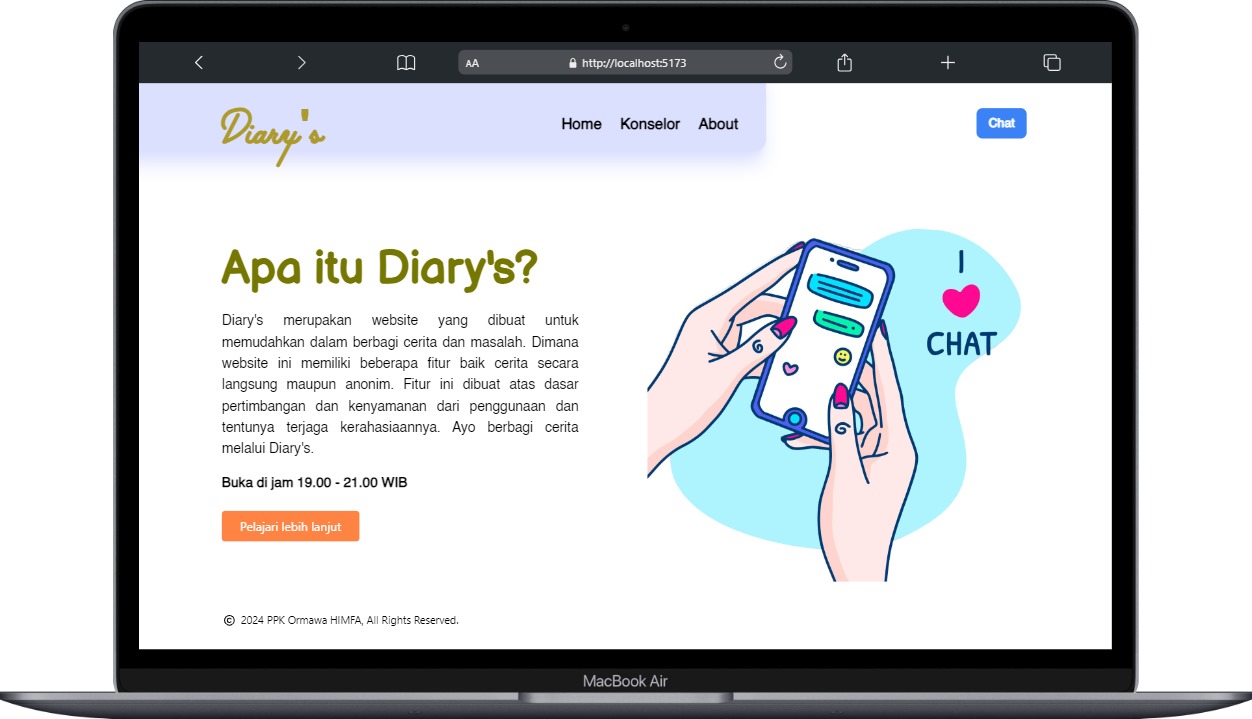 AA http://localhost:5173
Diary's Home Konselor About Chat
Apa itu Diary's?
Diary's merupakan website yang dibuat untuk
memudahkan dalam berbagi cerita dan masalah. Dimana
website ini memiliki beberapa fitur baik cerita secara
langsung maupun anonim. Fitur ini dibuat atas dasar
pertimbangan dan kenyamanan dari penggunaan dan
tentunya terjaga kerahasiaannya. Ayo berbagi cerita
melalui Diary's.
Buka di jam 19.00 - 21.00 WIB
Pelajari lebih lanjut
I
CHAT
© 2024 PPK Ormawa HIMFA, All Rights Reserved.
MacBook Air